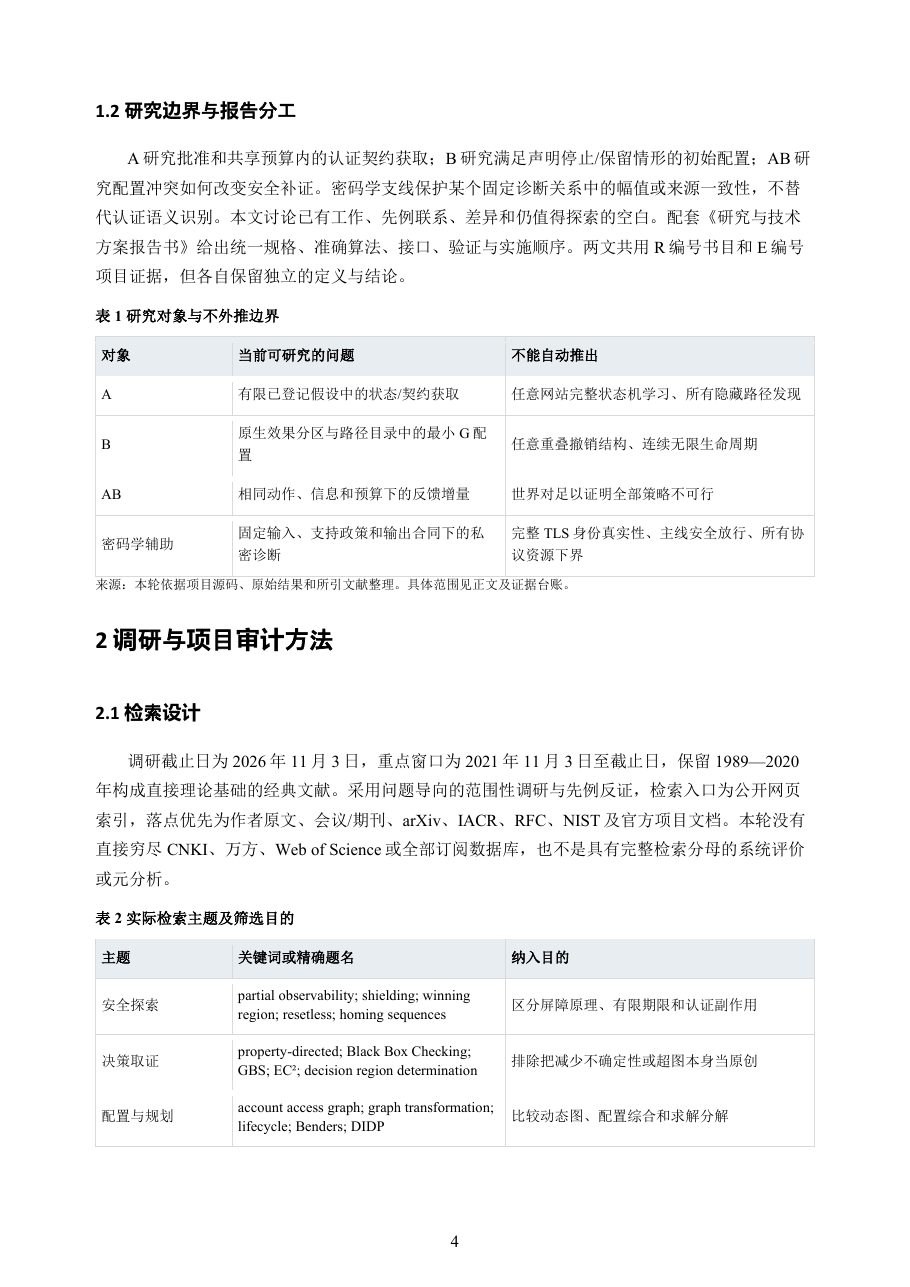 1.2 研究边界与报告分工
A 研究批准和共享预算内的认证契约获取；B 研究满足声明停止/保留情形的初始配置；AB 研
究配置冲突如何改变安全补证。密码学支线保护某个固定诊断关系中的幅值或来源一致性，不替
代认证语义识别。本文讨论已有工作、先例联系、差异和仍值得探索的空白。配套《研究与技术
方案报告书》给出统一规格、准确算法、接口、验证与实施顺序。两文共用 R 编号书目和 E 编号
项目证据，但各自保留独立的定义与结论。
表 1 研究对象与不外推边界
对象 当前可研究的问题 不能自动推出
A 有限已登记假设中的状态/契约获取 任意网站完整状态机学习、所有隐藏路径发现
B 原生效果分区与路径目录中的最小 G 配
置 任意重叠撤销结构、连续无限生命周期
AB 相同动作、信息和预算下的反馈增量 世界对足以证明全部策略不可行
密码学辅助 固定输入、支持政策和输出合同下的私
密诊断 完整 TLS 身份真实性、主线安全放行、所有协
议资源下界
来源：本轮依据项目源码、原始结果和所引文献整理。具体范围见正文及证据台账。
2 调研与项目审计方法
2.1 检索设计
调研截止日为 2026 年 11 月 3 日，重点窗口为 2021 年 11 月 3 日至截止日，保留 1989—2020
年构成直接理论基础的经典文献。采用问题导向的范围性调研与先例反证，检索入口为公开网页
索引，落点优先为作者原文、会议/期刊、arXiv、IACR、RFC、NIST 及官方项目文档。本轮没有
直接穷尽 CNKI、万方、Web of Science 或全部订阅数据库，也不是具有完整检索分母的系统评价
或元分析。
表 2 实际检索主题及筛选目的
主题 关键词或精确题名 纳入目的
安全探索 partial observability; shielding; winning
region; resetless; homing sequences 区分屏障原理、有限期限和认证副作用
决策取证 property-directed; Black Box Checking;
GBS; EC²; decision region determination 排除把减少不确定性或超图本身当原创
配置与规划 account access graph; graph transformation;
lifecycle; Benders; DIDP 比较动态图、配置综合和求解分解
4